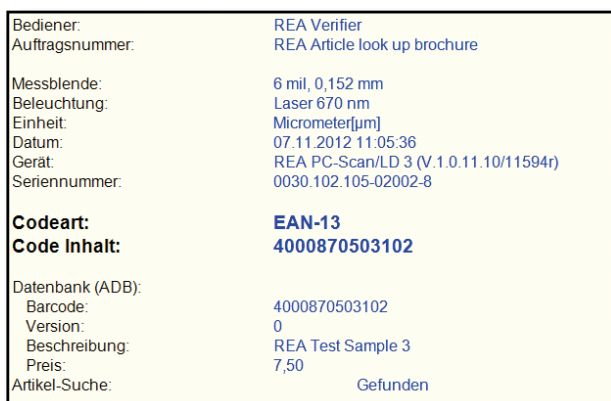 Bediener: REA Verifier
Auftragsnummer: REA Article look up brochure
Messblende: 6 mil, 0,152 mm
Beleuchtung: Laser 670 nm
Einheit: Micrometer[µm]
Datum: 07.11.2012 11:05:36
Gerät: REA PC-Scan/LD 3 (V.1.0.11.10/11594r)
Seriennummer: 0030.102.105-02002-8
Codeart: EAN-13
Code Inhalt: 4000870503102
Datenbank (ADB):
Barcode: 4000870503102
Version: 0
Beschreibung: REA Test Sample 3
Preis: 7,50
Artikel-Suche: Gefunden